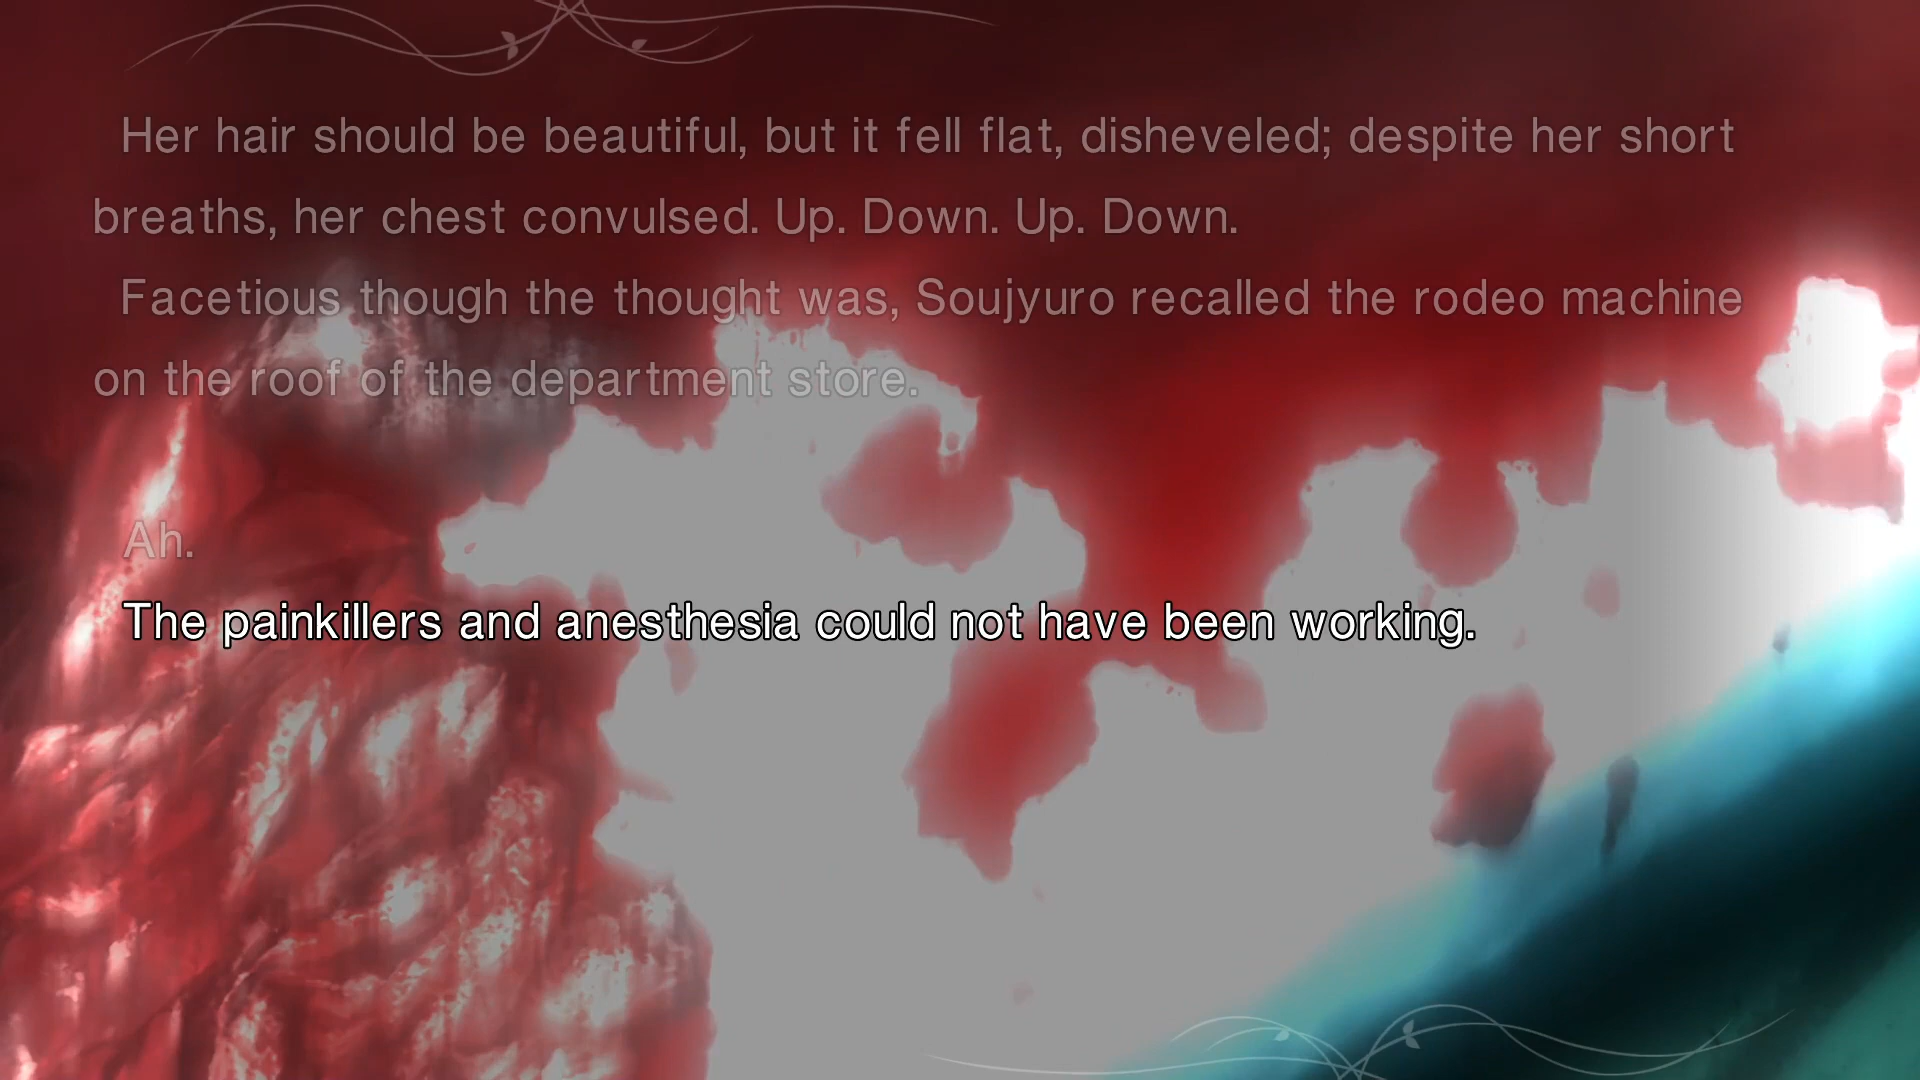 Her hair should be beautiful, but it fell flat, disheveled; despite her short
breaths, her chest convulsed. Up. Down. Up. Down.
Facetious though the thought was, Soujyuro recalled the rodeo machine
on the roof of the department store.
Ah.
The painkillers and anesthesia could not have been working.